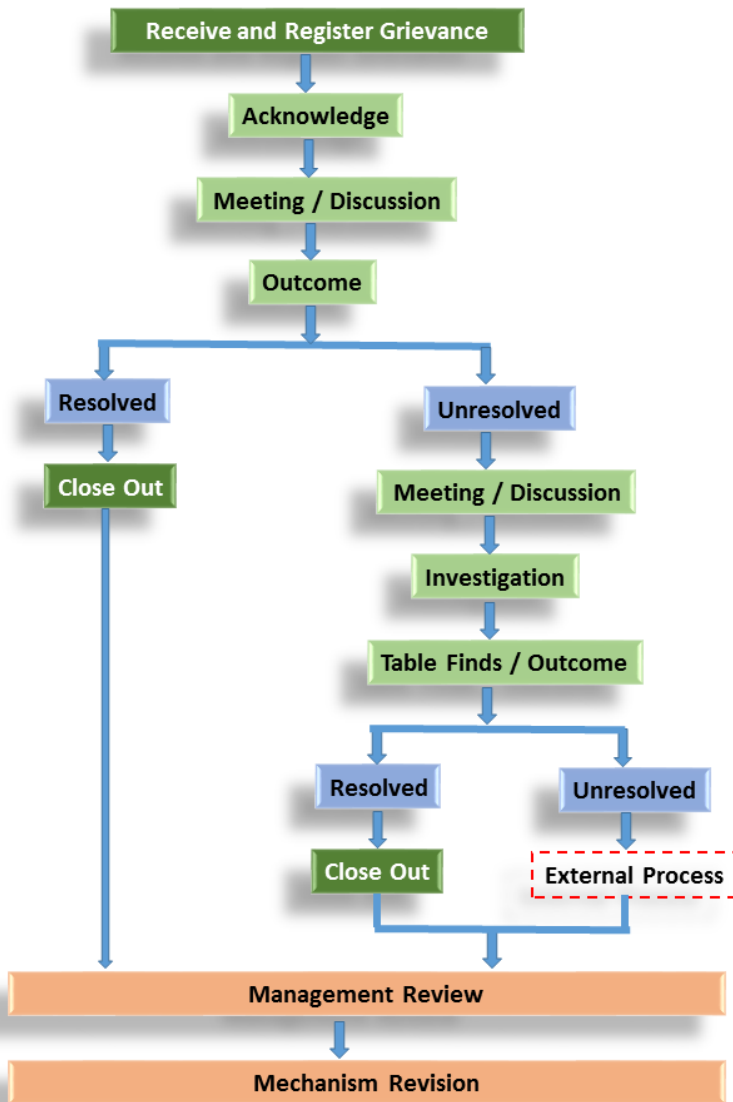 Receive and Register Grievance
Acknowledge
Meeting / Discussion
Outcome
Resolved
Unresolved
Close Out
Meeting / Discussion
Investigation
Table Finds / Outcome
Resolved
Unresolved
Close Out
External Process
Management Review
Mechanism Revision